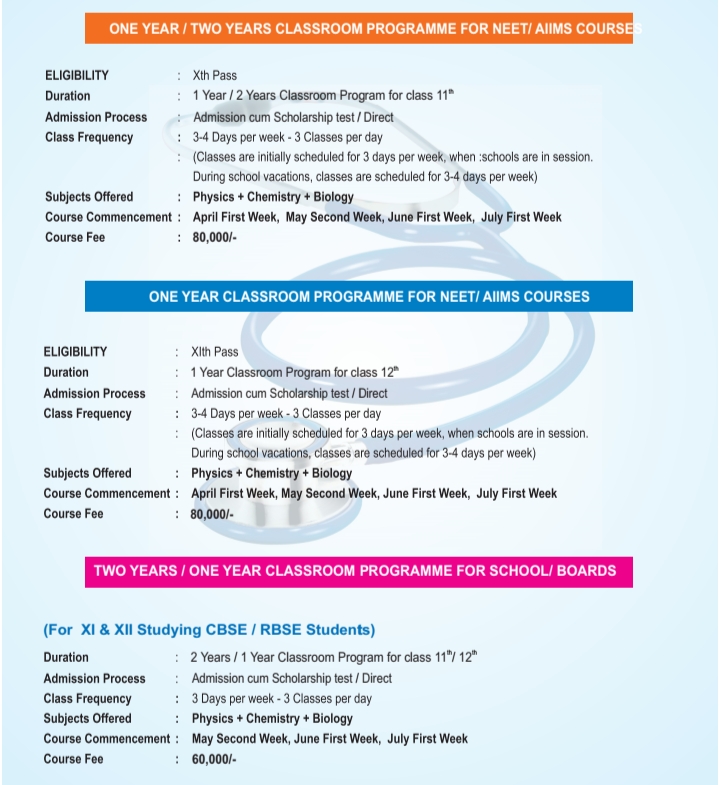 ONE YEAR / TWO YEARS CLASSROOM PROGRAMME FOR NEET/ AIIMS COURSES
ELIGIBILITY : Xth Pass
Duration : 1 Year / 2 Years Classroom Program for class 11th
Admission Process : Admission cum Scholarship test / Direct
Class Frequency : 3-4 Days per week - 3 Classes per day
: (Classes are initially scheduled for 3 days per week, when :schools are in session.
During school vacations, classes are scheduled for 3-4 days per week)
Subjects Offered : Physics + Chemistry + Biology
Course Commencement : April First Week, May Second Week, June First Week, July First Week
Course Fee : 80,000/-
ONE YEAR CLASSROOM PROGRAMME FOR NEET/ AIIMS COURSES
ELIGIBILITY : XIth Pass
Duration : 1 Year Classroom Program for class 12th
Admission Process : Admission cum Scholarship test / Direct
Class Frequency : 3-4 Days per week - 3 Classes per day
: (Classes are initially scheduled for 3 days per week, when schools are in session.
During school vacations, classes are scheduled for 3-4 days per week)
Subjects Offered : Physics + Chemistry + Biology
Course Commencement : April First Week, May Second Week, June First Week, July First Week
Course Fee : 80,000/-
TWO YEARS / ONE YEAR CLASSROOM PROGRAMME FOR SCHOOL/ BOARDS
(For XI & XII Studying CBSE / RBSE Students)
Duration : 2 Years / 1 Year Classroom Program for class 11th/ 12th
Admission Process : Admission cum Scholarship test / Direct
Class Frequency : 3 Days per week - 3 Classes per day
Subjects Offered : Physics + Chemistry + Biology
Course Commencement : May Second Week, June First Week, July First Week
Course Fee : 60,000/-